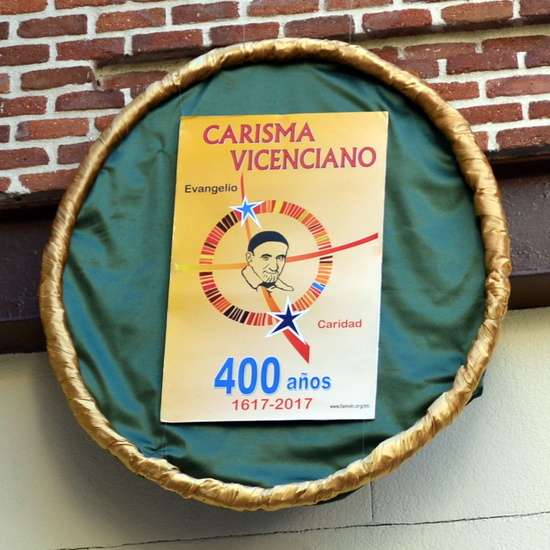 CARISMA
VICENCIANO
Evangelio
Caridad
400 años
1617-2017
www.famvin.org/es